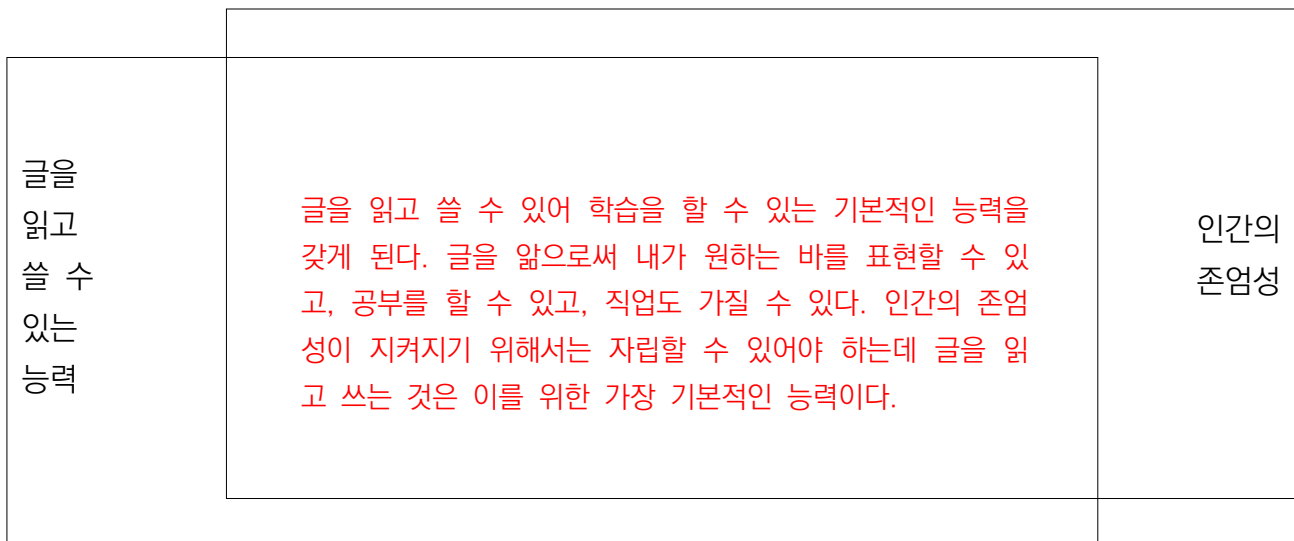 글을
읽고
쓸 수
있는
능력
글을 읽고 쓸 수 있어 학습을 할 수 있는 기본적인 능력을
갖게 된다. 글을 앎으로써 내가 원하는 바를 표현할 수 있
고, 공부를 할 수 있고, 직업도 가질 수 있다. 인간의 존엄
성이 지켜지기 위해서는 자립할 수 있어야 하는데 글을 읽
고 쓰는 것은 이를 위한 가장 기본적인 능력이다.
인간의
존엄성